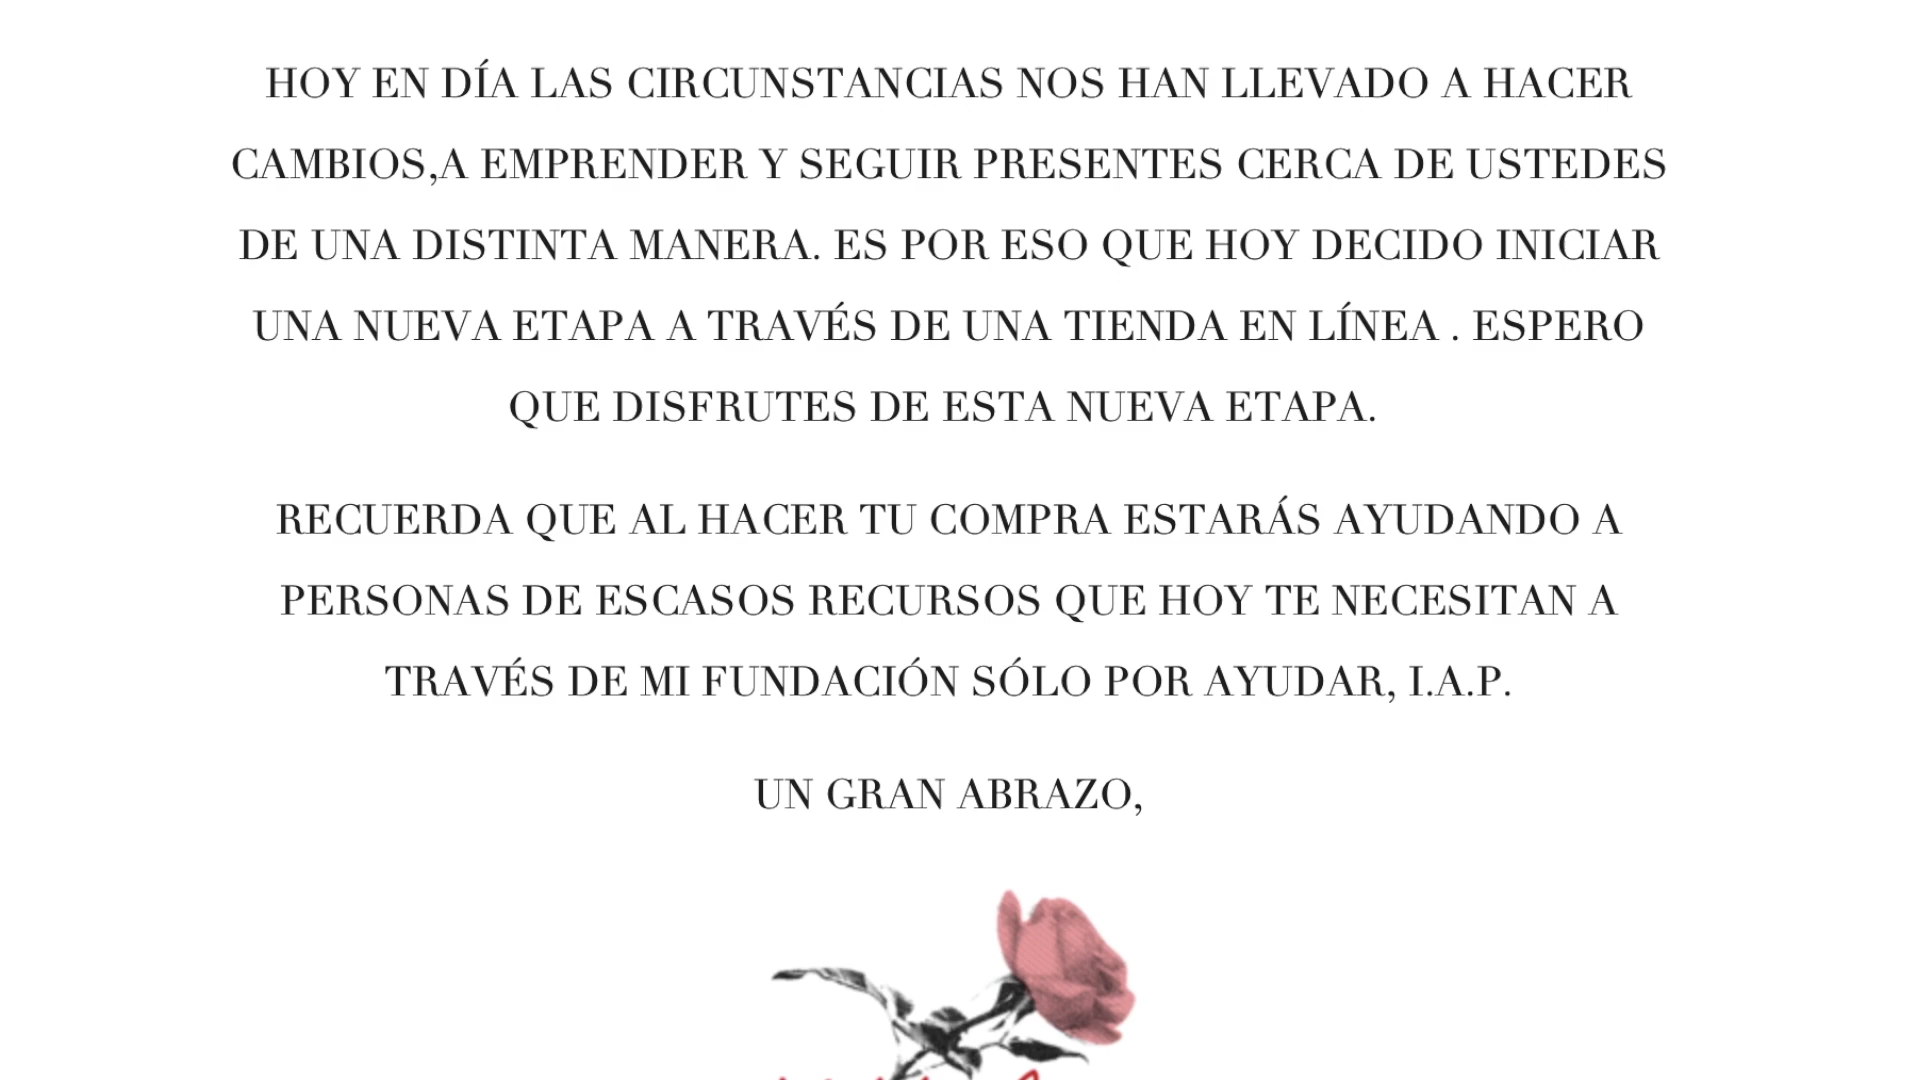 HOY EN DÍA LAS CIRCUNSTANCIAS NOS HAN LLEVADO A HACER
CAMBIOS,A EMPRENDER Y SEGUIR PRESENTES CERCA DE USTEDES
DE UNA DISTINTA MANERA. ES POR ESO QUE HOY DECIDO INICIAR
UNA NUEVA ETAPA A TRAVÉS DE UNA TIENDA EN LÍNEA . ESPERO
QUE DISFRUTES DE ESTA NUEVA ETAPA.
RECUERDA QUE AL HACER TU COMPRA ESTARÁS AYUDANDO A
PERSONAS DE ESCASOS RECURSOS QUE HOY TE NECESITAN A
TRAVÉS DE MI FUNDACIÓN SÓLO POR AYUDAR, I.A.P.
UN GRAN ABRAZO,